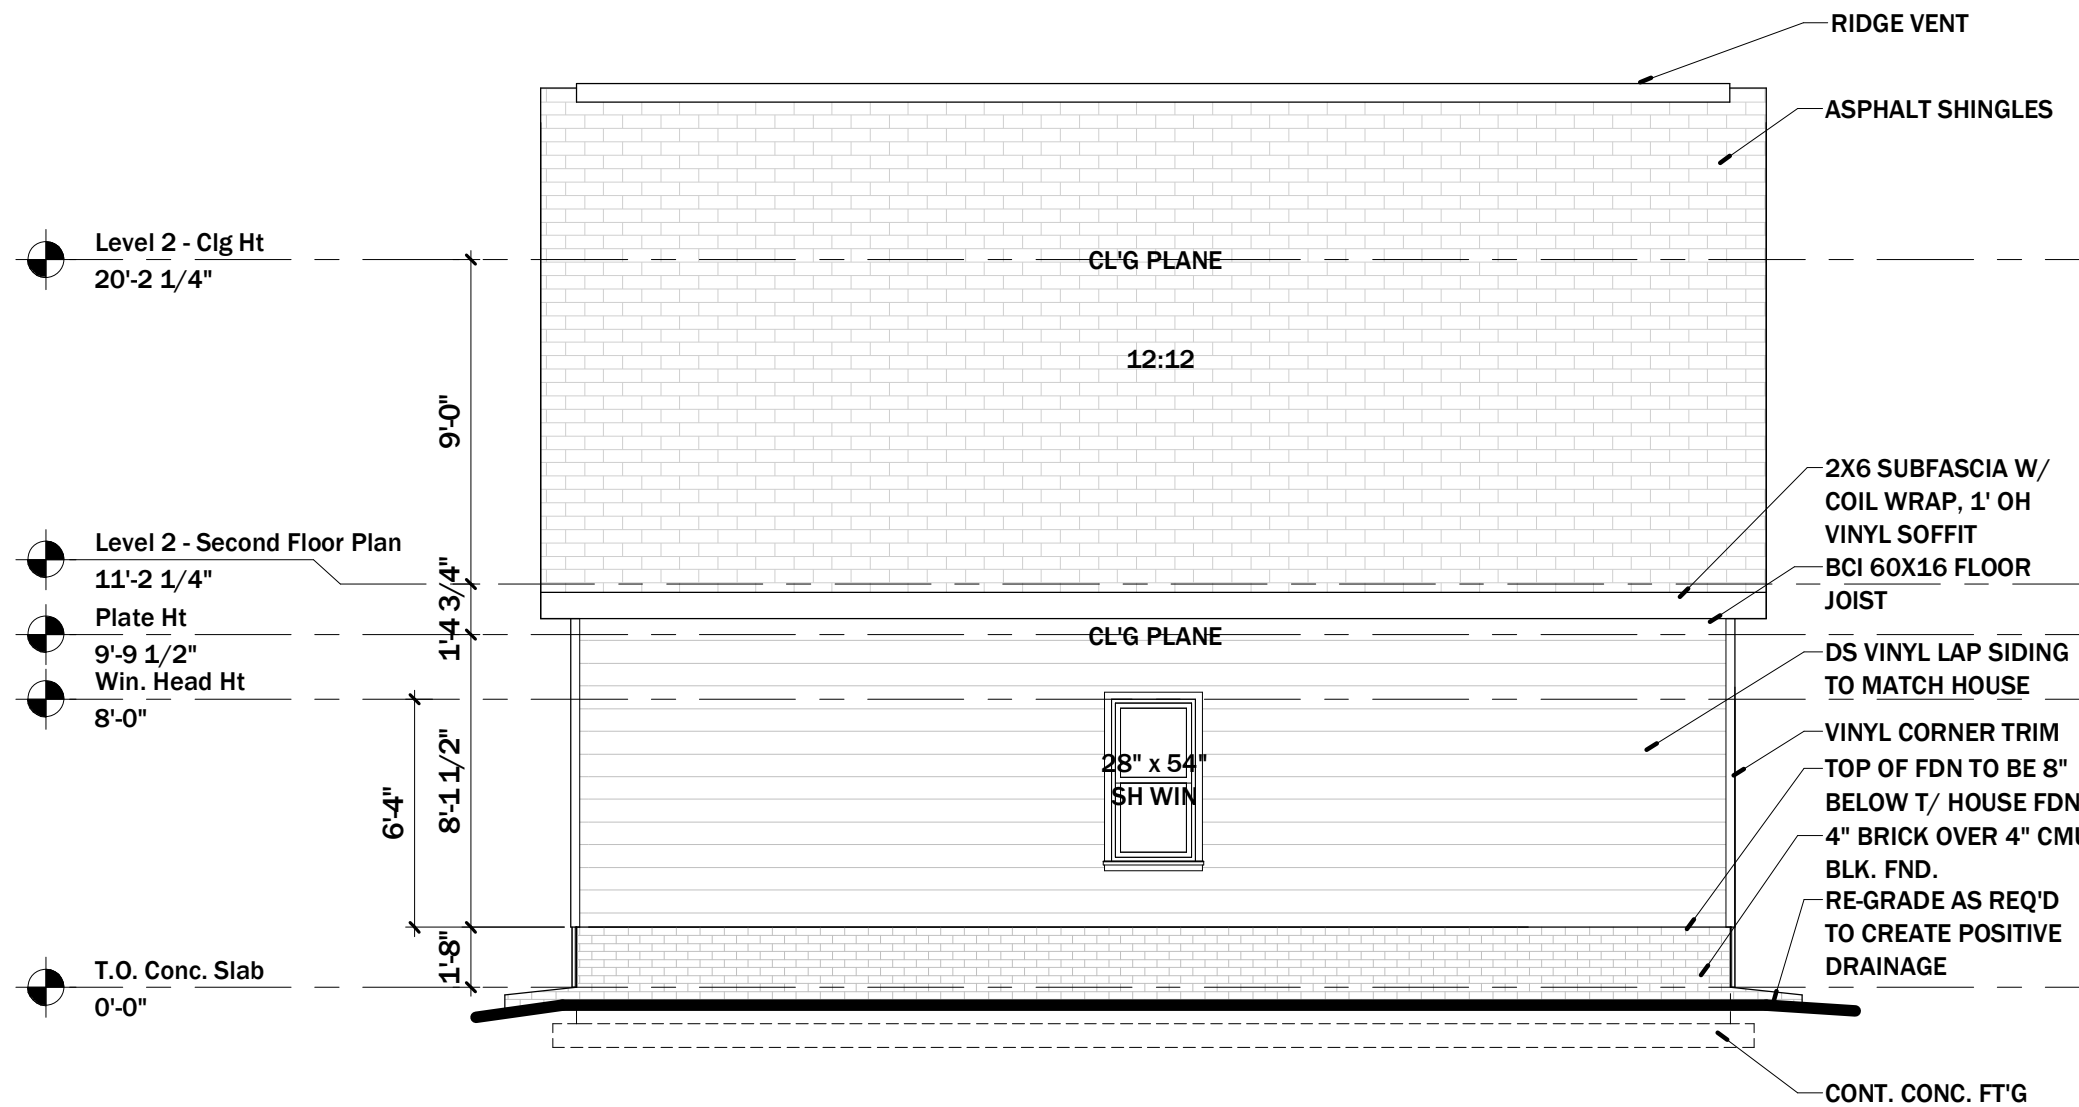 RIDGE VENT
ASPHALT SHINGLES
Level 2 - Clg Ht
20'-2 1/4"
CL'G PLANE
12:12
9'-0"
2X6 SUBFASCIA W/
COIL WRAP, 1' OH
VINYL SOFFIT
BCI 60X16 FLOOR
JOIST
Level 2 - Second Floor Plan
11'-2 1/4"
1'-4 3/4"
Plate Ht
9'-9 1/2"
CL'G PLANE
Win. Head Ht
8'-0"
DS VINYL LAP SIDING
TO MATCH HOUSE
VINYL CORNER TRIM
28" x 54"
SH WIN
6'-4"
8'-1 1/2"
TOP OF FDN TO BE 8"
BELOW T/ HOUSE FDN
4" BRICK OVER 4" CMU
BLK. FND.
RE-GRADE AS REQ'D
TO CREATE POSITIVE
DRAINAGE
1'-8"
T.O. Conc. Slab
0'-0"
CONT. CONC. FT'G